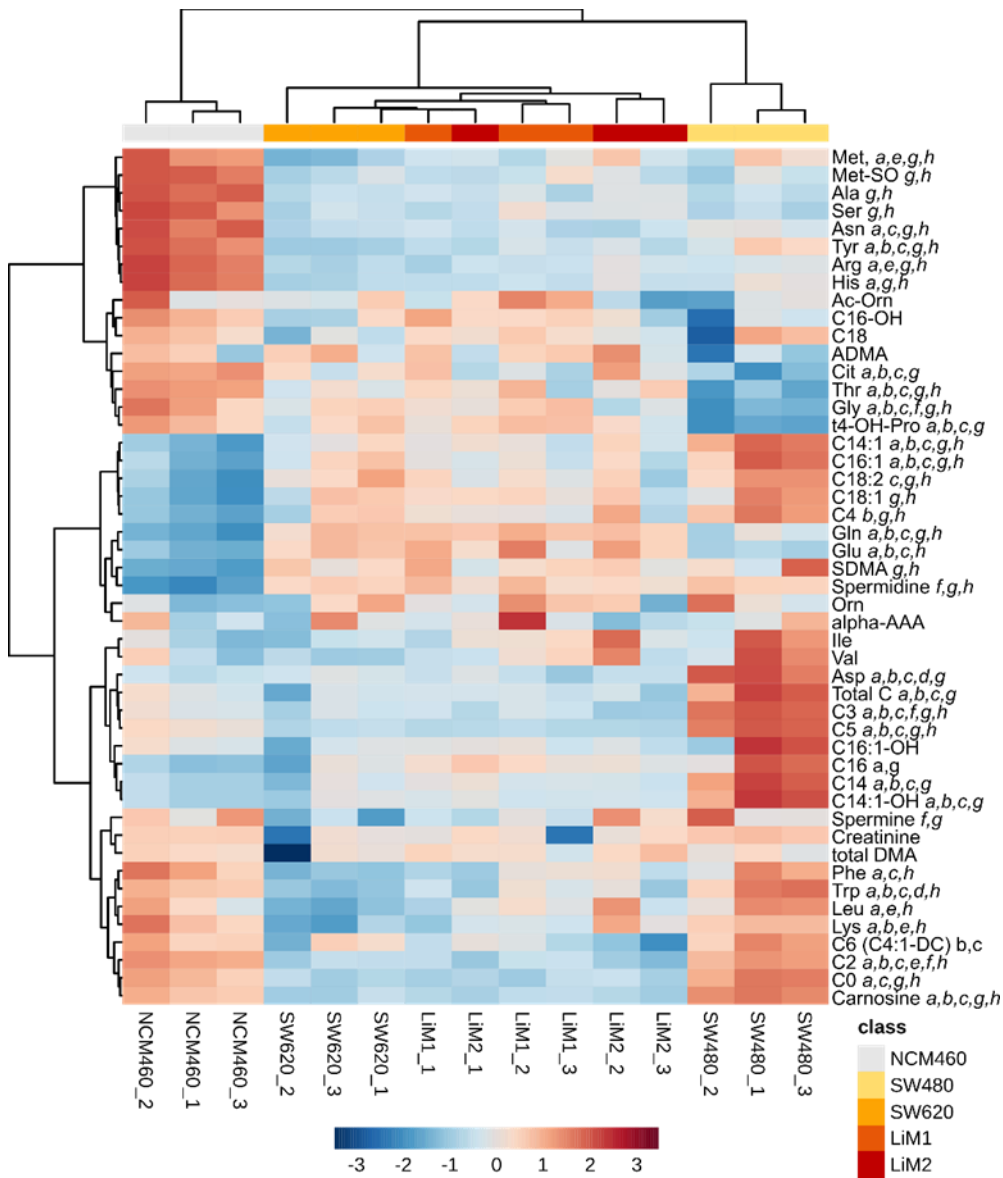 Met, a,e,g,h
Met-SO g,h
Ala g,h
Ser g,h
Asn a,c,g,h
Tyr a,b,c,g,h
Arg a,e,g,h
His a,g,h
Ac-Orn
C16-OH
C18
ADMA
Cit a,b,c,g
Thr a,b,c,g,h
Gly a,b,c,f,g,h
t4-OH-Pro a,b,c,g
C14:1 a,b,c,g,h
C16:1 a,b,c,g,h
C18:2 c,g,h
C18:1 g,h
C4 b,g,h
Gln a,b,c,g,h
Glu a,b,c,h
SDMA g,h
Spermidine f,g,h
Orn
alpha-AAA
Ile
Val
Asp a,b,c,d,g
Total C a,b,c,g
C3 a,b,c,f,g,h
C5 a,b,c,g,h
C16:1-OH
C16 a,g
C14 a,b,c,g
C14:1-OH a,b,c,g
Spermine f,g
Creatinine
total DMA
Phe a,c,h
Trp a,b,c,d,h
Leu a,e,h
Lys a,b,e,h
C6 (C4:1-DC) b,c
C2 a,b,c,e,f,h
C0 a,c,g,h
Carnosine a,b,c,g,h
NCM460_2
NCM460_1
NCM460_3
SW620_2
SW620_3
SW620_1
LiM1_1
LiM2_1
LiM1_2
LiM1_3
LiM2_2
LiM2_3
SW480_2
SW480_1
SW480_3
class
NCM460
SW480
SW620
LiM1
LiM2
-3 -2 -1 0 1 2 3